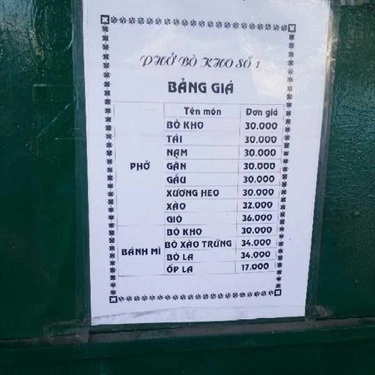 PHỞ BÒ KHO SỐ 1
BẢNG GIÁ
Tên món Đơn giá
PHỞ
BÒ KHO 30.000
TÁI 30.000
NẠM 30.000
GÂN 30.000
GẦU 30.000
XƯƠNG HEO 30.000
XÀO 32.000
GIÒ 36.000
BÁNH MÌ
BÒ KHO 30.000
BÒ XÀO TRỨNG 34.000
BÒ LA 34.000
ỐP LA 17.000